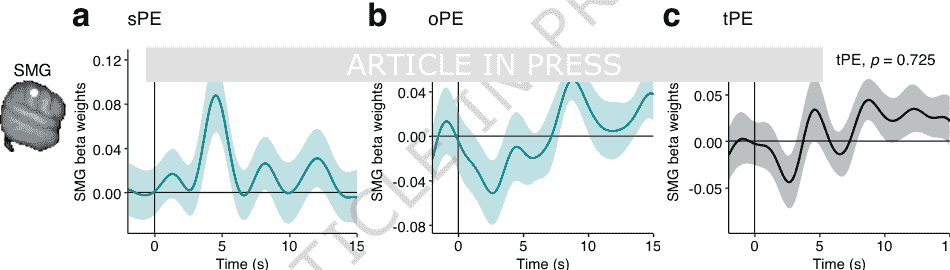 a sPE
b oPE
c tPE
ARTICLE IN PRESS
SMG
tPE, p = 0.725
SMG beta weights
0.12
0.08
0.04
0.00
0 5 10 15
Time (s)
SMG beta weights
0.04
0.00
-0.04
-0.08
0 5 10 15
Time (s)
SMG beta weights
0.05
0.00
-0.05
0 5 10 1
Time (s)